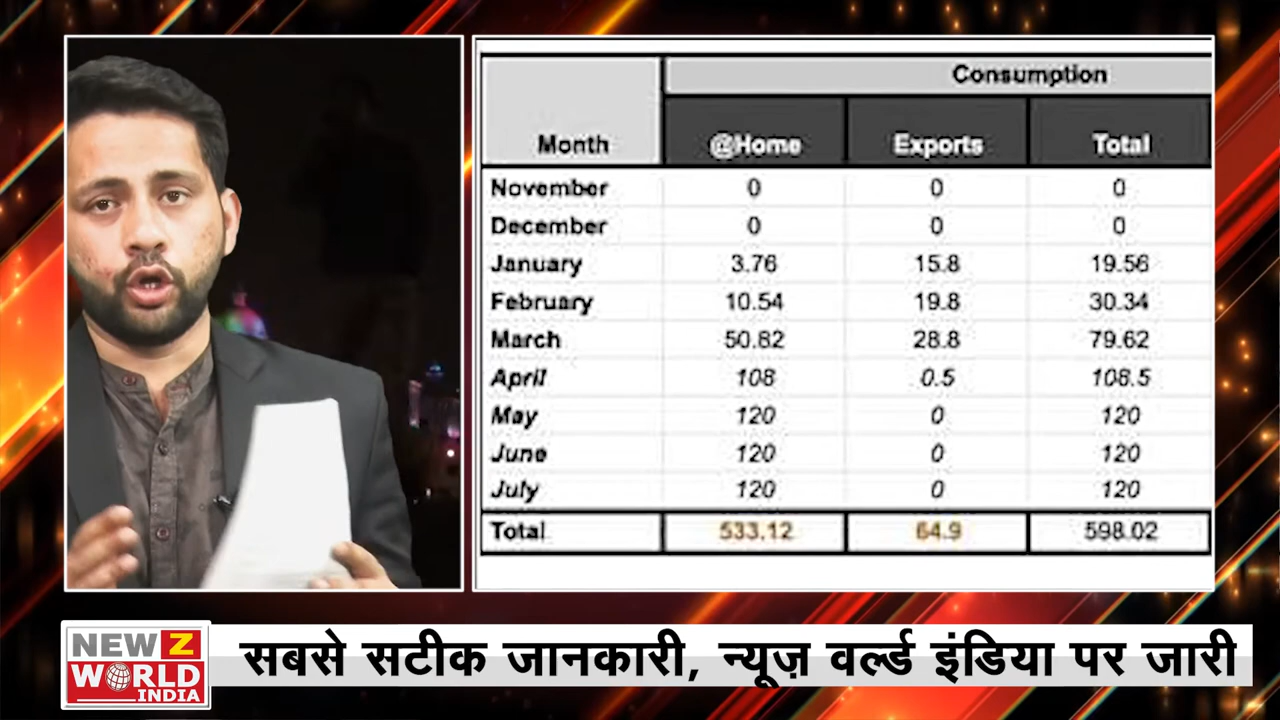 Consumption
Month @Home Exports Total
November 0 0 0
December 0 0 0
January 3.76 15.8 19.56
February 10.54 19.8 30.34
March 50.82 28.8 79.62
April 108 0.5 108.5
May 120 0 120
June 120 0 120
July 120 0 120
Total 533.12 64.9 598.02
NEWZ
WORLD
INDIA
सबसे सटीक जानकारी, न्यूज़ वर्ल्ड इंडिया पर जारी